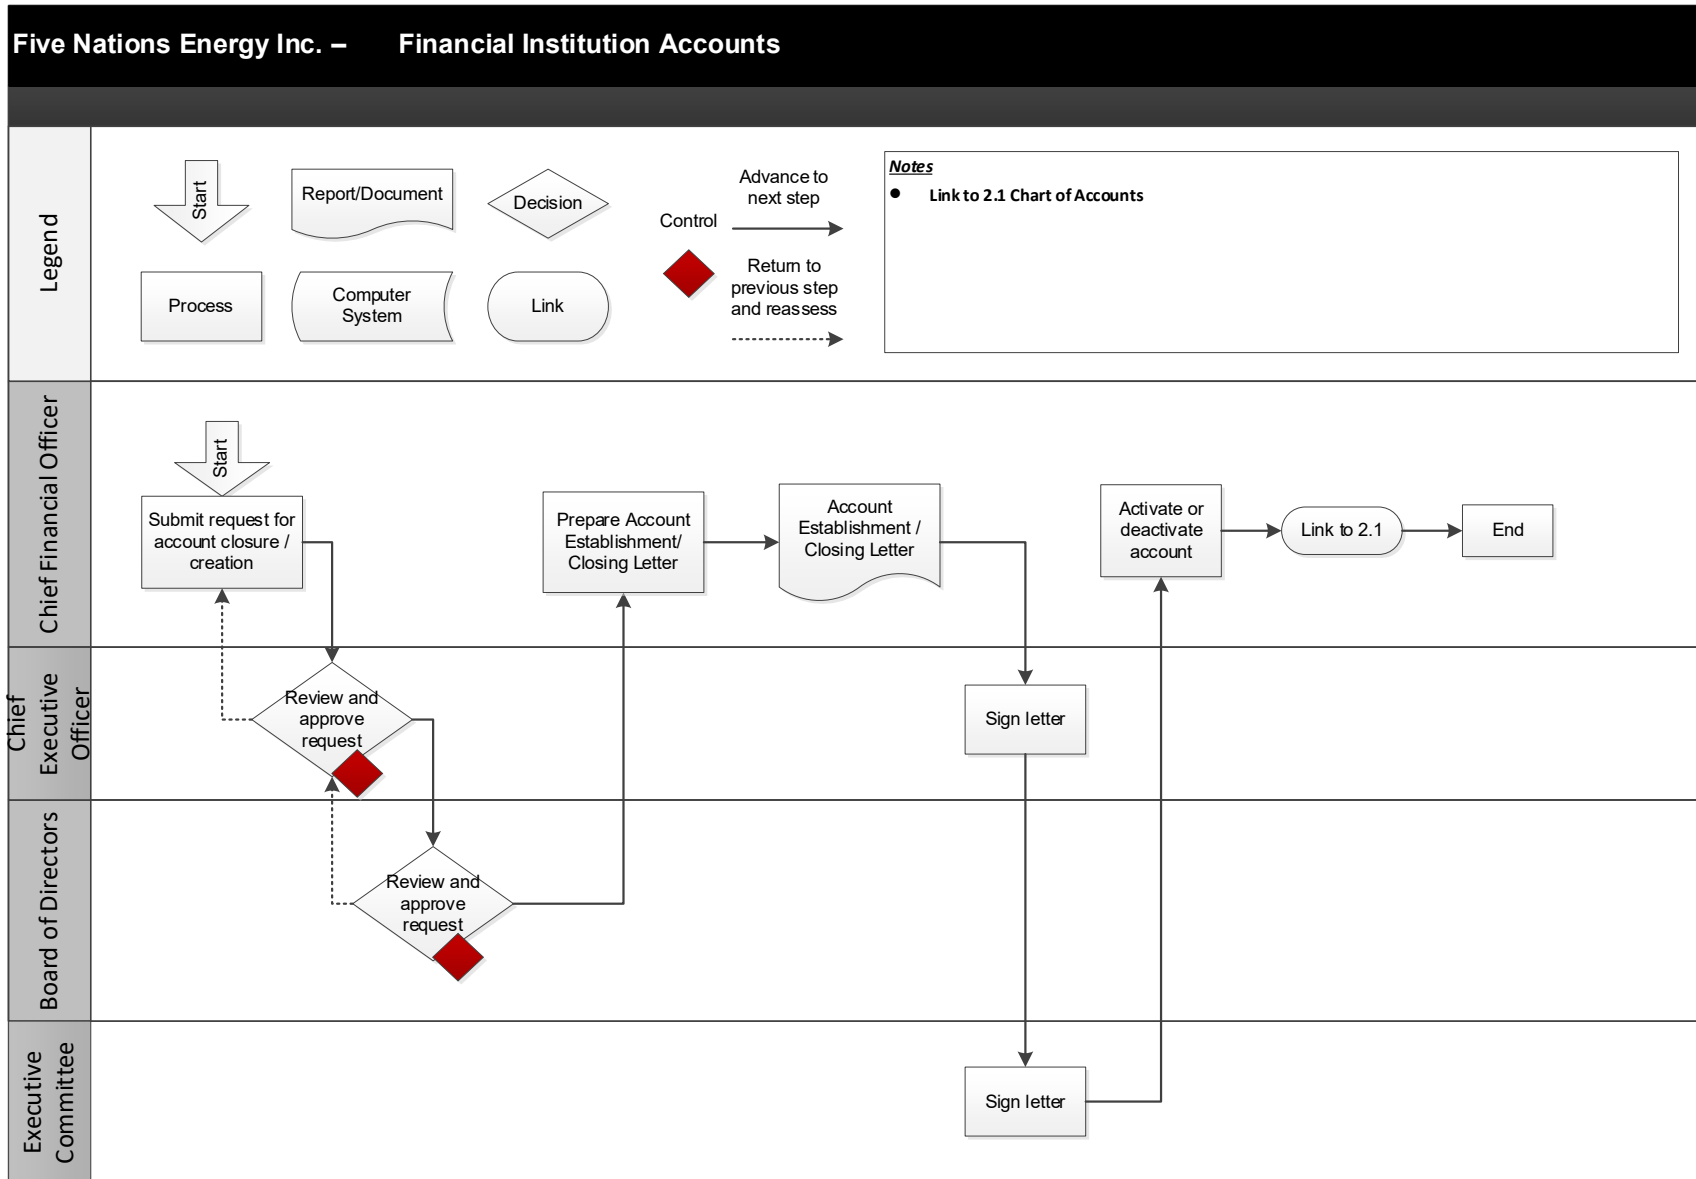 Five Nations Energy Inc. – Financial Institution Accounts
Legend
Start
Report/Document
Decision
Process
Computer
System
Link
Control
Advance to
next step
Return to
previous step
and reassess
Notes
● Link to 2.1 Chart of Accounts
Chief Financial Officer
Start
Submit request for
account closure /
creation
Prepare Account
Establishment/
Closing Letter
Account
Establishment /
Closing Letter
Activate or
deactivate
account
Link to 2.1
End
Chief
Executive
Officer
Review and
approve
request
Sign letter
Board of Directors
Review and
approve
request
Executive
Committee
Sign letter